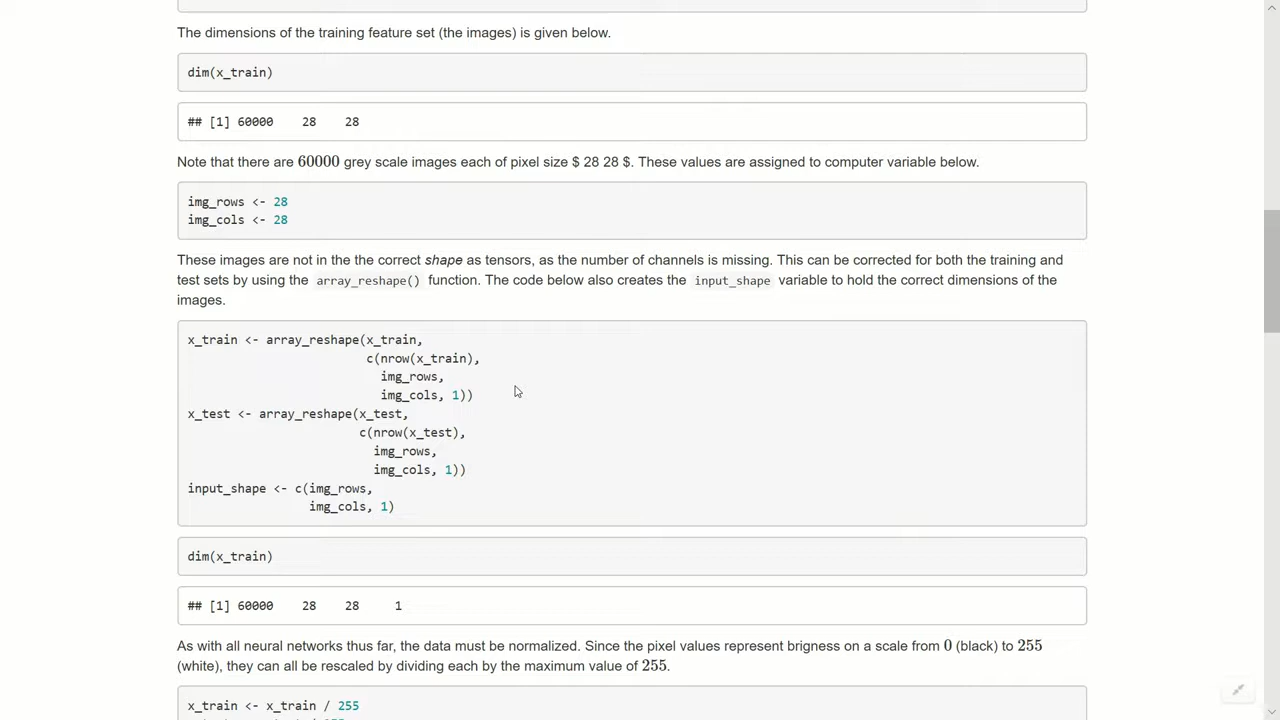 The dimensions of the training feature set (the images) is given below.
dim(x_train)
## [1] 60000    28    28
Note that there are 60000 grey scale images each of pixel size $ 28 28 $. These values are assigned to computer variable below.
img_rows <- 28
img_cols <- 28
These images are not in the the correct shape as tensors, as the number of channels is missing. This can be corrected for both the training and
test sets by using the array_reshape() function. The code below also creates the input_shape variable to hold the correct dimensions of the
images.
x_train <- array_reshape(x_train,
                         c(nrow(x_train),
                           img_rows,
                           img_cols, 1))
x_test <- array_reshape(x_test,
                        c(nrow(x_test),
                          img_rows,
                          img_cols, 1))
input_shape <- c(img_rows,
                 img_cols, 1)
dim(x_train)
## [1] 60000    28    28     1
As with all neural networks thus far, the data must be normalized. Since the pixel values represent brigness on a scale from 0 (black) to 255
(white), they can all be rescaled by dividing each by the maximum value of 255.
x_train <- x_train / 255